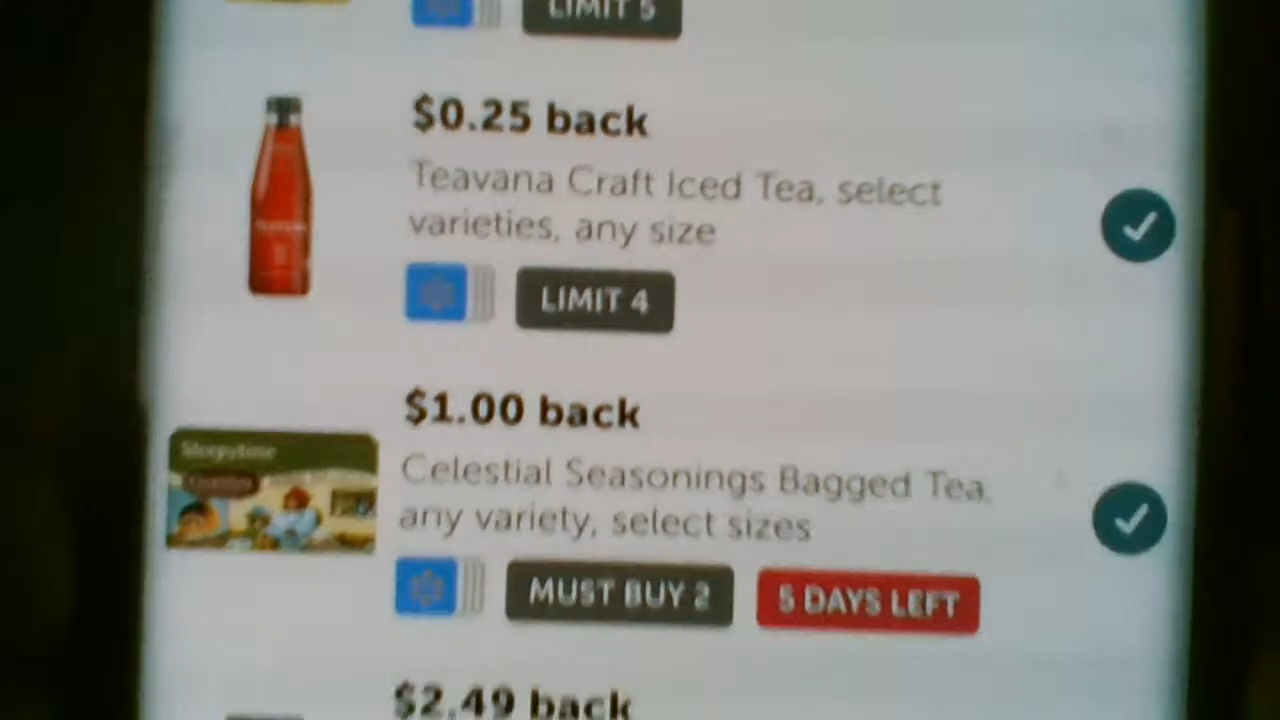 LIMIT 5
$0.25 back
Teavana Craft Iced Tea, select
varieties, any size
LIMIT 4
$1.00 back
Sleepytime
Celestial Seasonings Bagged Tea,
any variety, select sizes
MUST BUY 2
5 DAYS LEFT
$2.49 back